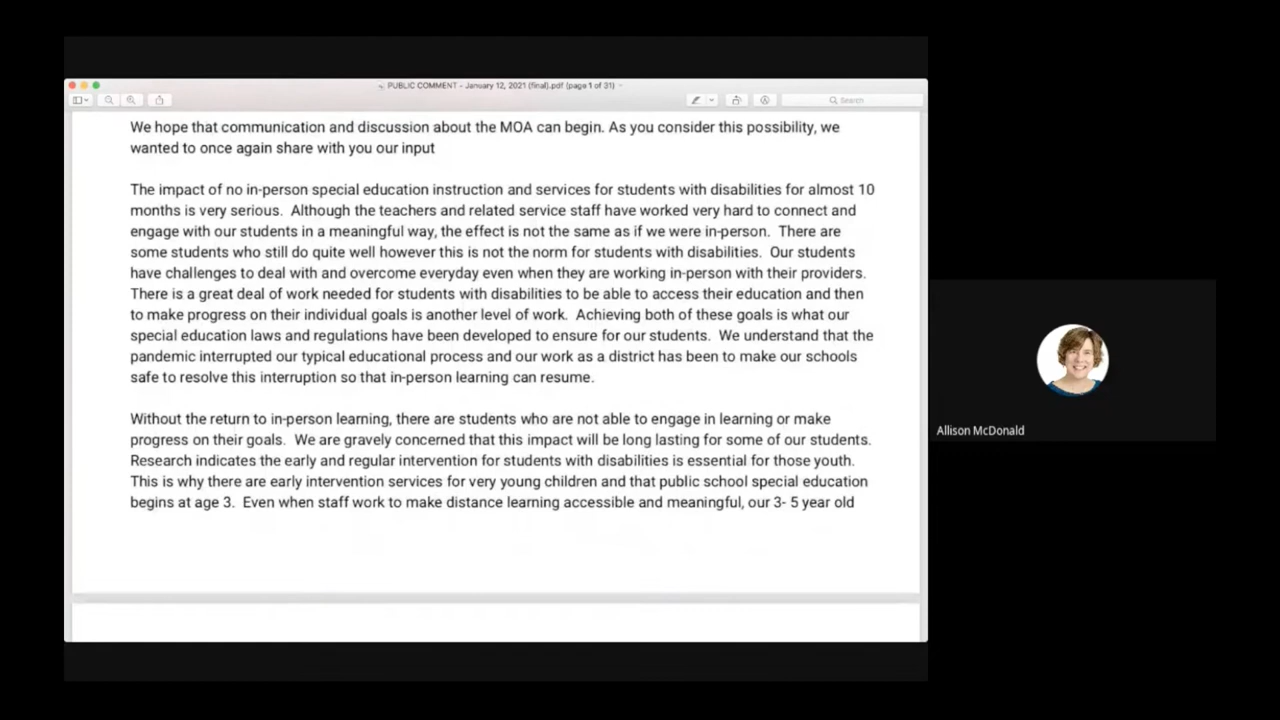 PUBLIC COMMENT - January 12, 2021 (final).pdf (page 1 of 31)
Search
We hope that communication and discussion about the MOA can begin. As you consider this possibility, we
wanted to once again share with you our input
The impact of no in-person special education instruction and services for students with disabilities for almost 10
months is very serious. Although the teachers and related service staff have worked very hard to connect and
engage with our students in a meaningful way, the effect is not the same as if we were in-person. There are
some students who still do quite well however this is not the norm for students with disabilities. Our students
have challenges to deal with and overcome everyday even when they are working in-person with their providers.
There is a great deal of work needed for students with disabilities to be able to access their education and then
to make progress on their individual goals is another level of work. Achieving both of these goals is what our
special education laws and regulations have been developed to ensure for our students. We understand that the
pandemic interrupted our typical educational process and our work as a district has been to make our schools
safe to resolve this interruption so that in-person learning can resume.
Without the return to in-person learning, there are students who are not able to engage in learning or make
progress on their goals. We are gravely concerned that this impact will be long lasting for some of our students.
Research indicates the early and regular intervention for students with disabilities is essential for those youth.
This is why there are early intervention services for very young children and that public school special education
begins at age 3. Even when staff work to make distance learning accessible and meaningful, our 3- 5 year old
Allison McDonald